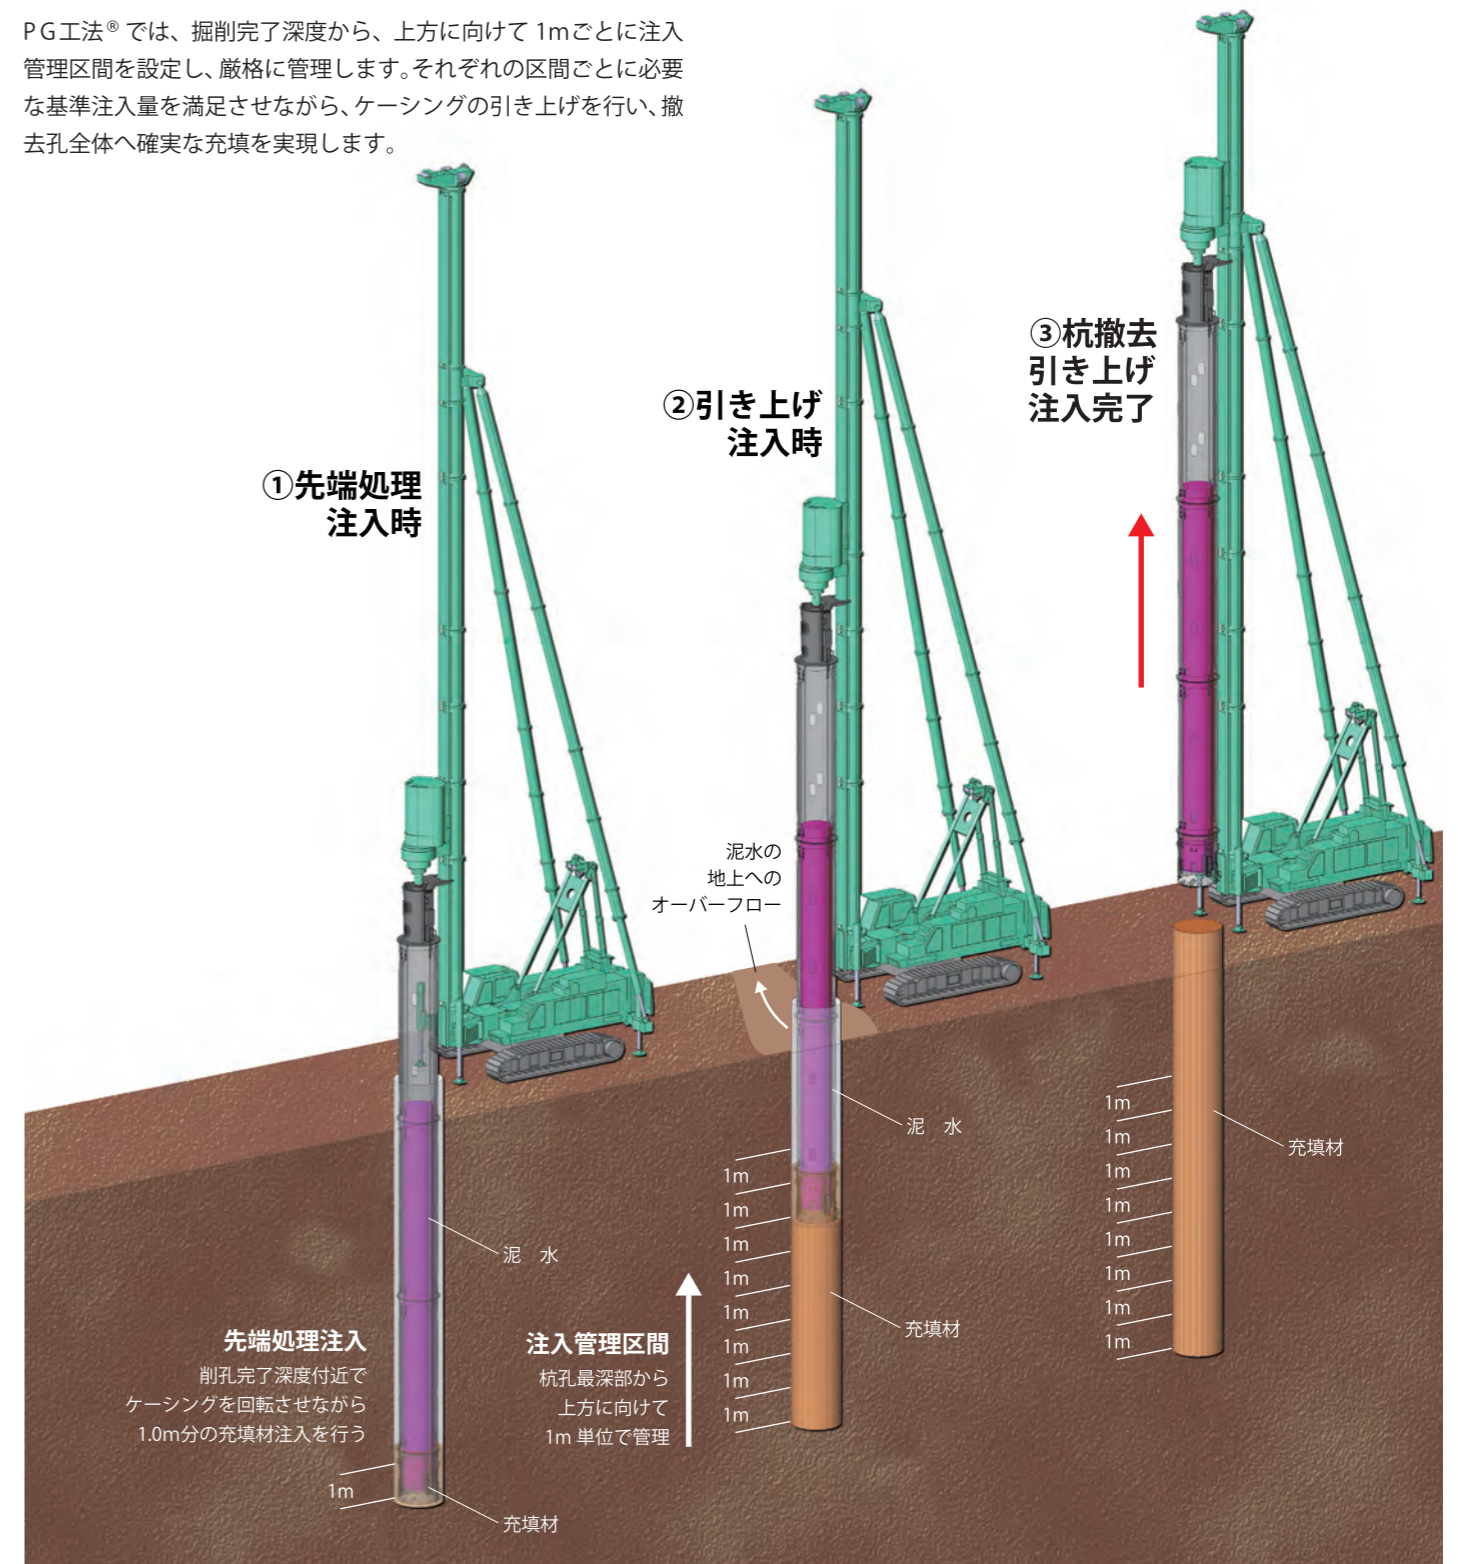 PG工法®では、掘削完了深度から、上方に向けて 1mごとに注入
管理区間を設定し、厳格に管理します。それぞれの区間ごとに必要
な基準注入量を満足させながら、ケーシングの引き上げを行い、撤
去孔全体へ確実な充填を実現します。
①先端処理
注入時
②引き上げ
注入時
③杭撤去
引き上げ
注入完了
泥水の
地上への
オーバーフロー
泥 水
充填材
先端処理注入
削孔完了深度付近で
ケーシングを回転させながら
1.0m分の充填材注入を行う
1m
注入管理区間
杭孔最深部から
上方に向けて
1m 単位で管理
1m
1m
1m
1m
1m
1m
1m
1m
泥 水
充填材
1m
1m
1m
1m
1m
1m
1m
1m
充填材